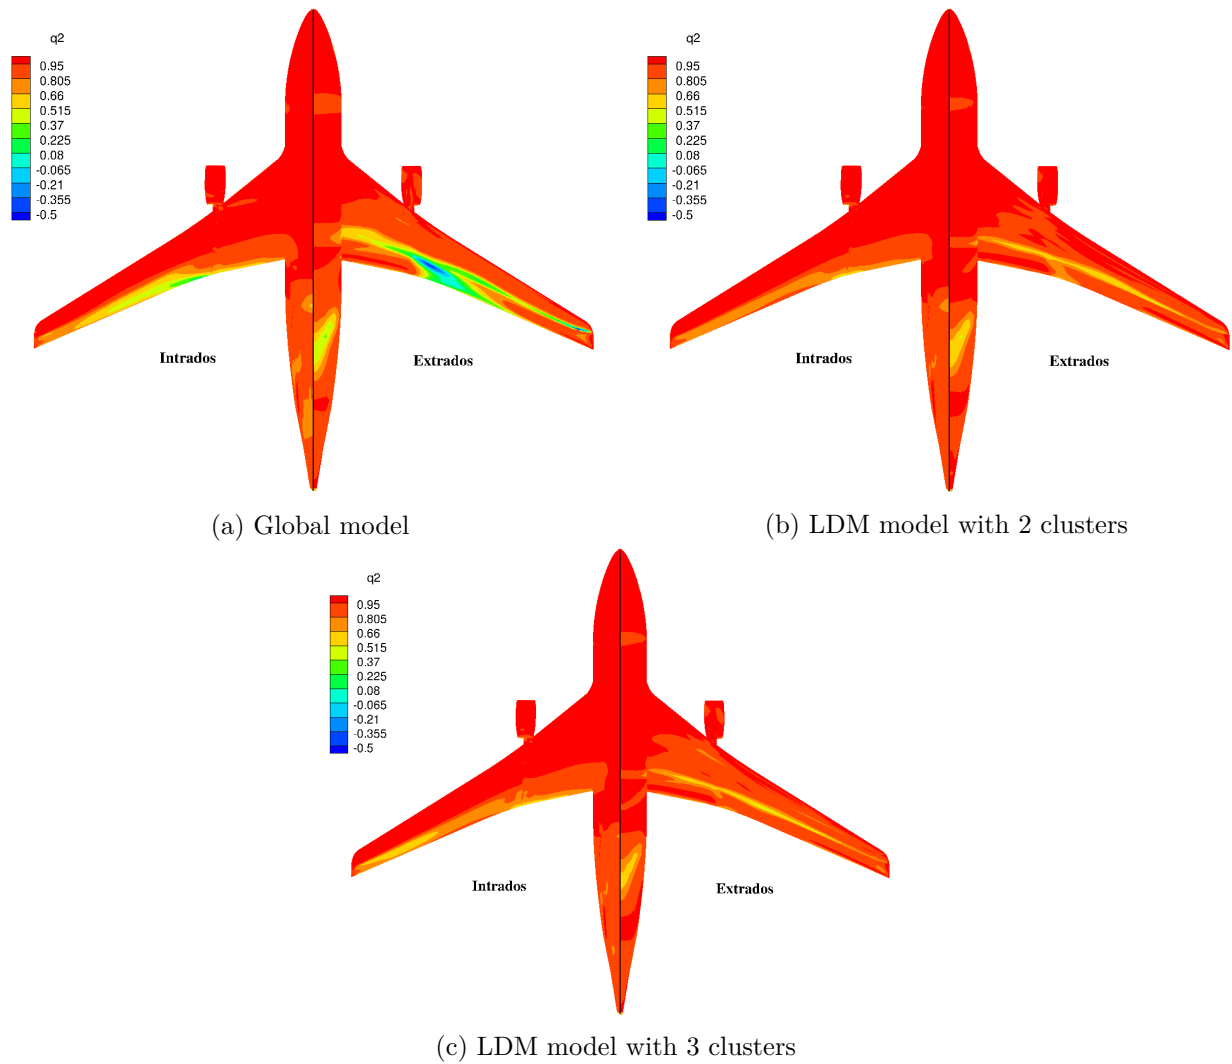 q2
0.95
0.805
0.66
0.515
0.37
0.225
0.08
-0.065
-0.21
-0.355
-0.5
Intrados
Extrados
(a) Global model
q2
0.95
0.805
0.66
0.515
0.37
0.225
0.08
-0.065
-0.21
-0.355
-0.5
Intrados
Extrados
(b) LDM model with 2 clusters
q2
0.95
0.805
0.66
0.515
0.37
0.225
0.08
-0.065
-0.21
-0.355
-0.5
Intrados
Extrados
(c) LDM model with 3 clusters